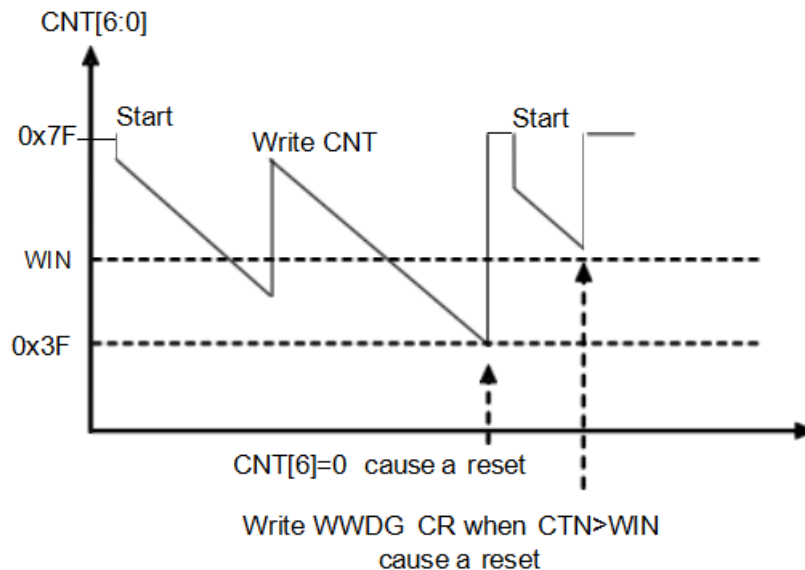 CNT[6:0]
Start
Start
0x7F
Write CNT
WIN
0x3F
CNT[6]=0 cause a reset
Write WWDG CR when CTN>WIN
cause a reset